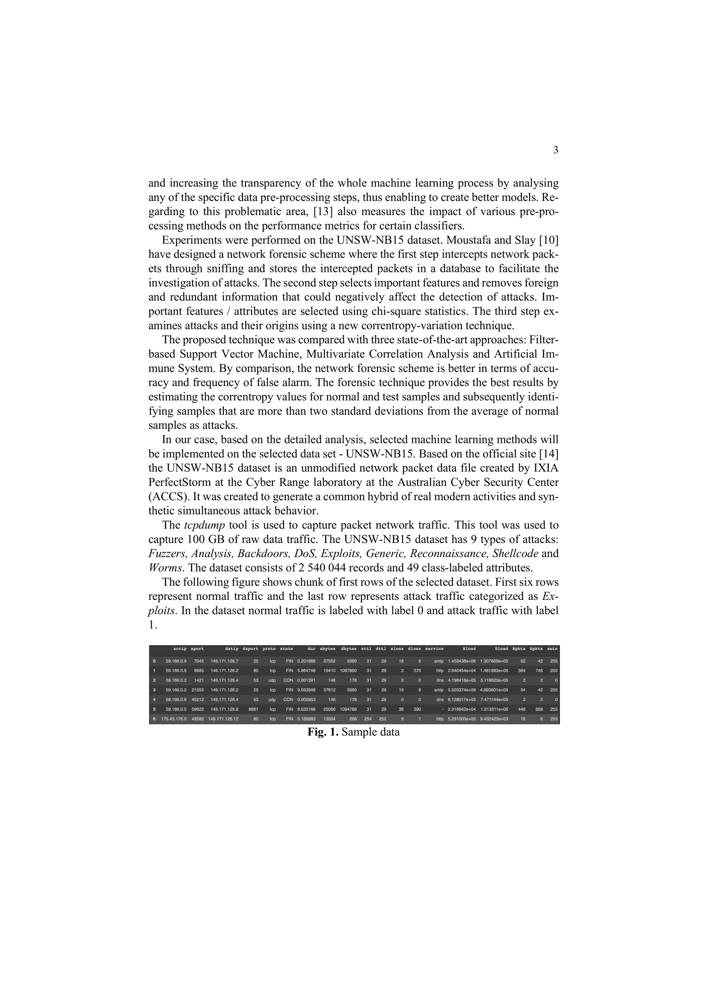 3
and increasing the transparency of the whole machine learning process by analysing
any of the specific data pre-processing steps, thus enabling to create better models. Re-
garding to this problematic area, [13] also measures the impact of various pre-pro-
cessing methods on the performance metrics for certain classifiers.
Experiments were performed on the UNSW-NB15 dataset. Moustafa and Slay [10]
have designed a network forensic scheme where the first step intercepts network pack-
ets through sniffing and stores the intercepted packets in a database to facilitate the
investigation of attacks. The second step selects important features and removes foreign
and redundant information that could negatively affect the detection of attacks. Im-
portant features / attributes are selected using chi-square statistics. The third step ex-
amines attacks and their origins using a new correntropy-variation technique.
The proposed technique was compared with three state-of-the-art approaches: Filter-
based Support Vector Machine, Multivariate Correlation Analysis and Artificial Im-
mune System. By comparison, the network forensic scheme is better in terms of accu-
racy and frequency of false alarm. The forensic technique provides the best results by
estimating the correntropy values for normal and test samples and subsequently identi-
fying samples that are more than two standard deviations from the average of normal
samples as attacks.
In our case, based on the detailed analysis, selected machine learning methods will
be implemented on the selected data set - UNSW-NB15. Based on the official site [14]
the UNSW-NB15 dataset is an unmodified network packet data file created by IXIA
PerfectStorm at the Cyber Range laboratory at the Australian Cyber Security Center
(ACCS). It was created to generate a common hybrid of real modern activities and syn-
thetic simultaneous attack behavior.
The tcpdump tool is used to capture packet network traffic. This tool was used to
capture 100 GB of raw data traffic. The UNSW-NB15 dataset has 9 types of attacks:
Fuzzers, Analysis, Backdoors, DoS, Exploits, Generic, Reconnaissance, Shellcode and
Worms. The dataset consists of 2 540 044 records and 49 class-labeled attributes.
The following figure shows chunk of first rows of the selected dataset. First six rows
represent normal traffic and the last row represents attack traffic categorized as Ex-
ploits. In the dataset normal traffic is labeled with label 0 and attack traffic with label
1.
srcip sport dstip dsport proto state dur sbytes dbytes sttl dttl sloss dloss service Sload Dload Spkts Dpkts swin
0 59.166.0.9 7045 149.171.126.7 25 tcp FIN 0.201886 37552 3380 31 29 18 8 smtp 1.459438e+06 1.307669e+05 52 42 255
1 59.166.0.9 9685 149.171.126.2 80 tcp FIN 5.864748 19410 1087890 31 29 2 370 http 2.640454e+04 1.481983e+06 364 746 255
2 59.166.0.2 1421 149.171.126.4 53 udp CON 0.001391 146 178 31 29 0 0 dns 4.198418e+05 5.118620e+05 2 2 0
3 59.166.0.2 21553 149.171.126.2 25 tcp FIN 0.053948 37812 3380 31 29 19 8 smtp 5.503374e+06 4.893601e+05 54 42 255
4 59.166.0.8 45212 149.171.126.4 53 udp CON 0.000953 146 178 31 29 0 0 dns 6.128017e+05 7.471144e+05 2 2 0
5 59.166.0.0 59922 149.171.126.8 6881 tcp FIN 8.633186 25056 1094788 31 29 38 390 - 2.316642e+04 1.013311e+06 446 858 255
6 175.45.176.0 49582 149.171.126.12 80 tcp FIN 0.189983 13304 268 254 252 6 1 http 5.291000e+05 9.432423e+03 18 6 255
Fig. 1. Sample data